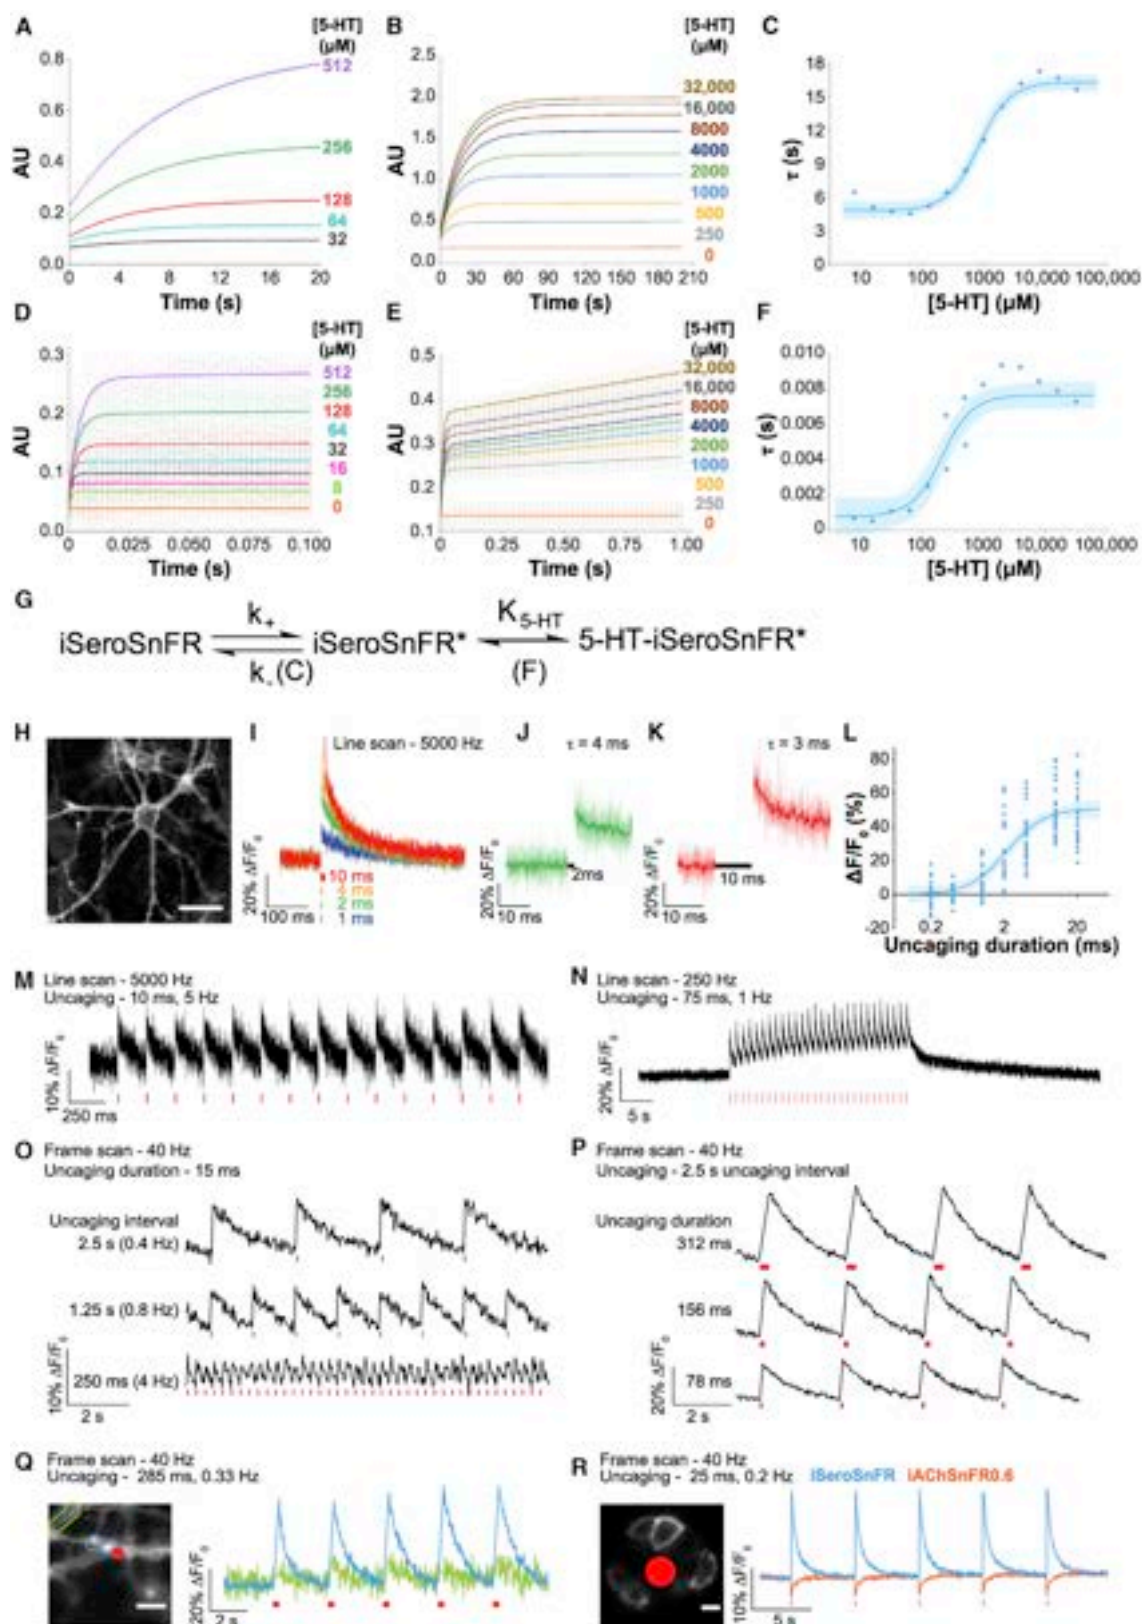 A
[5-HT]
(µM)
0.8
0.6
0.4
0.2
0.0
AU
512
256
128
64
32
0 4 8 12 16 20
Time (s)
B
[5-HT]
(µM)
2.5
2.0
1.5
1.0
0.5
0.0
AU
32,000
16,000
8000
4000
2000
1000
500
250
0
0 30 60 90 120 150 180 210
Time (s)
C
18
15
12
9
6
3
0
τ (s)
10 100 1000 10,000 100,000
[5-HT] (µM)
D
[5-HT]
(µM)
0.3
0.2
0.1
0.0
AU
512
256
128
64
32
16
8
0
0 0.025 0.050 0.075 0.100
Time (s)
E
[5-HT]
(µM)
0.5
0.4
0.3
0.2
0.1
AU
32,000
16,000
8000
4000
2000
1000
500
250
0
0 0.25 0.50 0.75 1.00
Time (s)
F
0.010
0.008
0.006
0.004
0.002
0
τ (s)
10 100 1000 10,000 100,000
[5-HT] (µM)
G
k+
K5-HT
iSeroSnFR iSeroSnFR* 5-HT-iSeroSnFR*
k- (C)
(F)
H
I
Line scan - 5000 Hz
20% ΔF/F0
100 ms
10 ms
4 ms
2 ms
1 ms
J
τ = 4 ms
20% ΔF/F0
10 ms
2ms
K
τ = 3 ms
20% ΔF/F0
10 ms
10 ms
L
80
60
40
20
0
-20
ΔF/F0 (%)
0.2 2 20
Uncaging duration (ms)
M
Line scan - 5000 Hz
Uncaging - 10 ms, 5 Hz
10% ΔF/F0
250 ms
N
Line scan - 250 Hz
Uncaging - 75 ms, 1 Hz
20% ΔF/F0
5 s
O
Frame scan - 40 Hz
Uncaging duration - 15 ms
Uncaging interval
2.5 s (0.4 Hz)
1.25 s (0.8 Hz)
250 ms (4 Hz)
10% ΔF/F0
2 s
P
Frame scan - 40 Hz
Uncaging - 2.5 s uncaging interval
Uncaging duration
312 ms
156 ms
78 ms
20% ΔF/F0
2 s
Q
Frame scan - 40 Hz
Uncaging - 285 ms, 0.33 Hz
20% ΔF/F0
2 s
R
Frame scan - 40 Hz
Uncaging - 25 ms, 0.2 Hz
iSeroSnFR iAChSnFR0.6
10% ΔF/F0
5 s